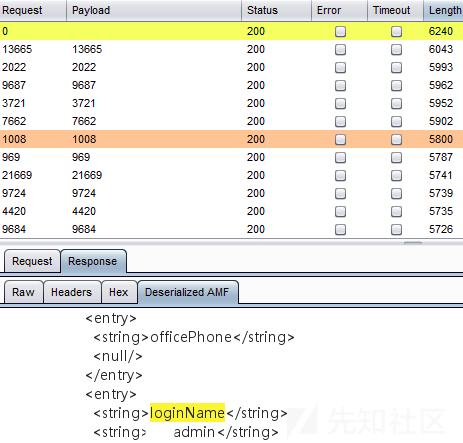 Request Payload Status Error Timeout Length
0 200 6240
13665 13665 200 6043
2022 2022 200 5993
9687 9687 200 5962
3721 3721 200 5952
7662 7662 200 5902
1008 1008 200 5800
969 969 200 5787
21669 21669 200 5741
9724 9724 200 5739
4420 4420 200 5735
9684 9684 200 5726
Request Response
Raw Headers Hex Deserialized AMF
<entry>
<string>officePhone</string>
<null/>
</entry>
<entry>
<string>loginName</string>
<string> admin</string>
先知社区